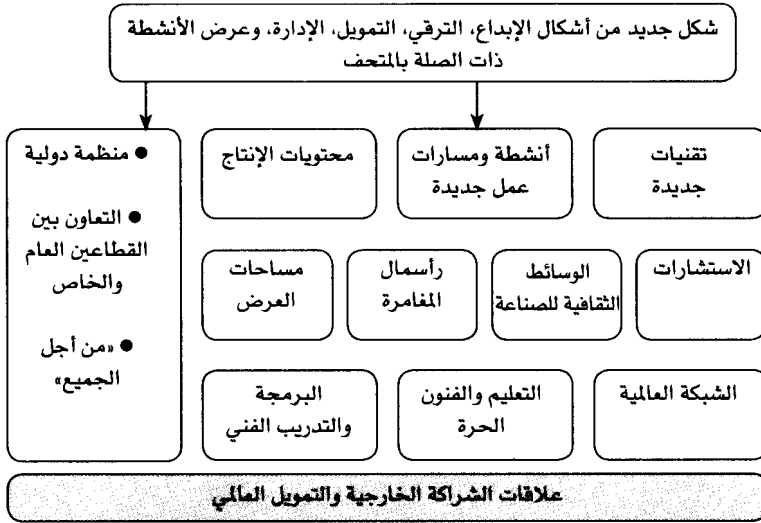 شكل جديد من أشكال الإبداع، الترقي، التمويل، الإدارة، وعرض الأنشطة
ذات الصلة بالمتحف
تقنيات
جديدة
أنشطة ومسارات
عمل جديدة
محتويات الإنتاج
● منظمة دولية
● التعاون بين
القطاعين العام
والخاص
● «من أجل
الجميع»
الاستشارات
الوسائط
الثقافية للصناعة
رأسمال
المغامرة
مساحات
العرض
الشبكة العالمية
التعليم والفنون
الحرة
البرمجة
والتدريب الفني
علاقات الشراكة الخارجية والتمويل العالمي